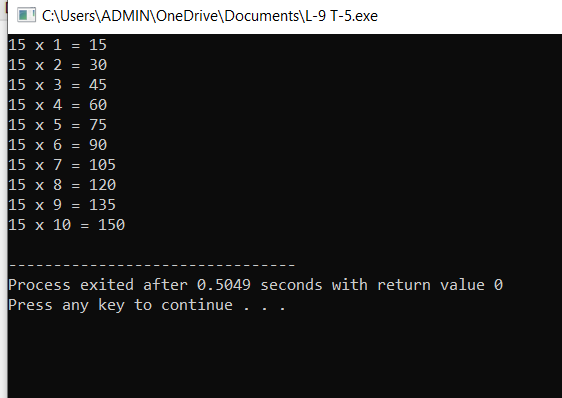 C:\Users\ADMIN\OneDrive\Documents\L-9 T-5.exe
15 x 1 = 15
15 x 2 = 30
15 x 3 = 45
15 x 4 = 60
15 x 5 = 75
15 x 6 = 90
15 x 7 = 105
15 x 8 = 120
15 x 9 = 135
15 x 10 = 150
--------------------------------
Process exited after 0.5049 seconds with return value 0
Press any key to continue . . .